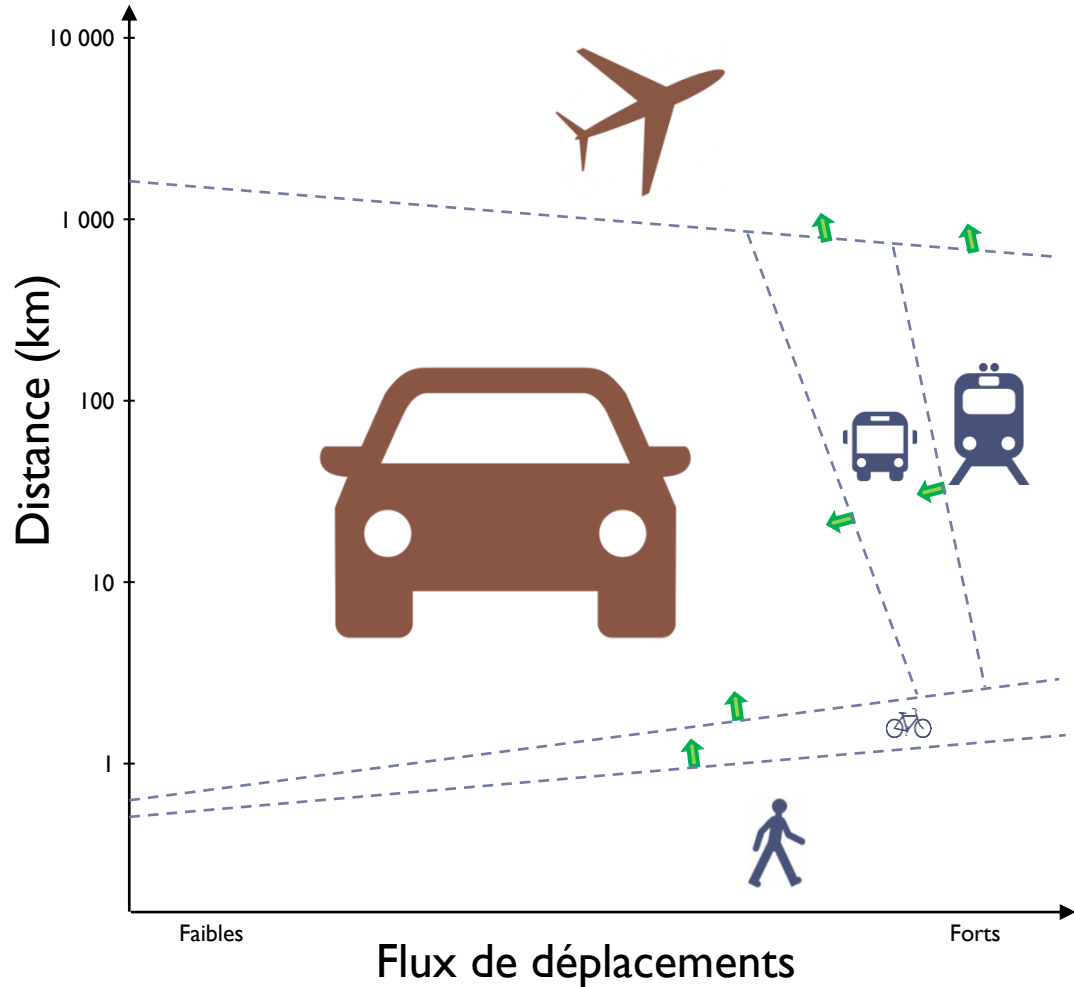 10 000
1 000
100
10
1
Distance (km)
Faibles
Forts
Flux de déplacements